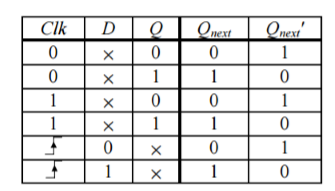 Clk D Q Qnext Qnext'
0 × 0 0 1
0 × 1 1 0
1 × 0 0 1
1 × 1 1 0
0 × 0 1
1 × 1 0